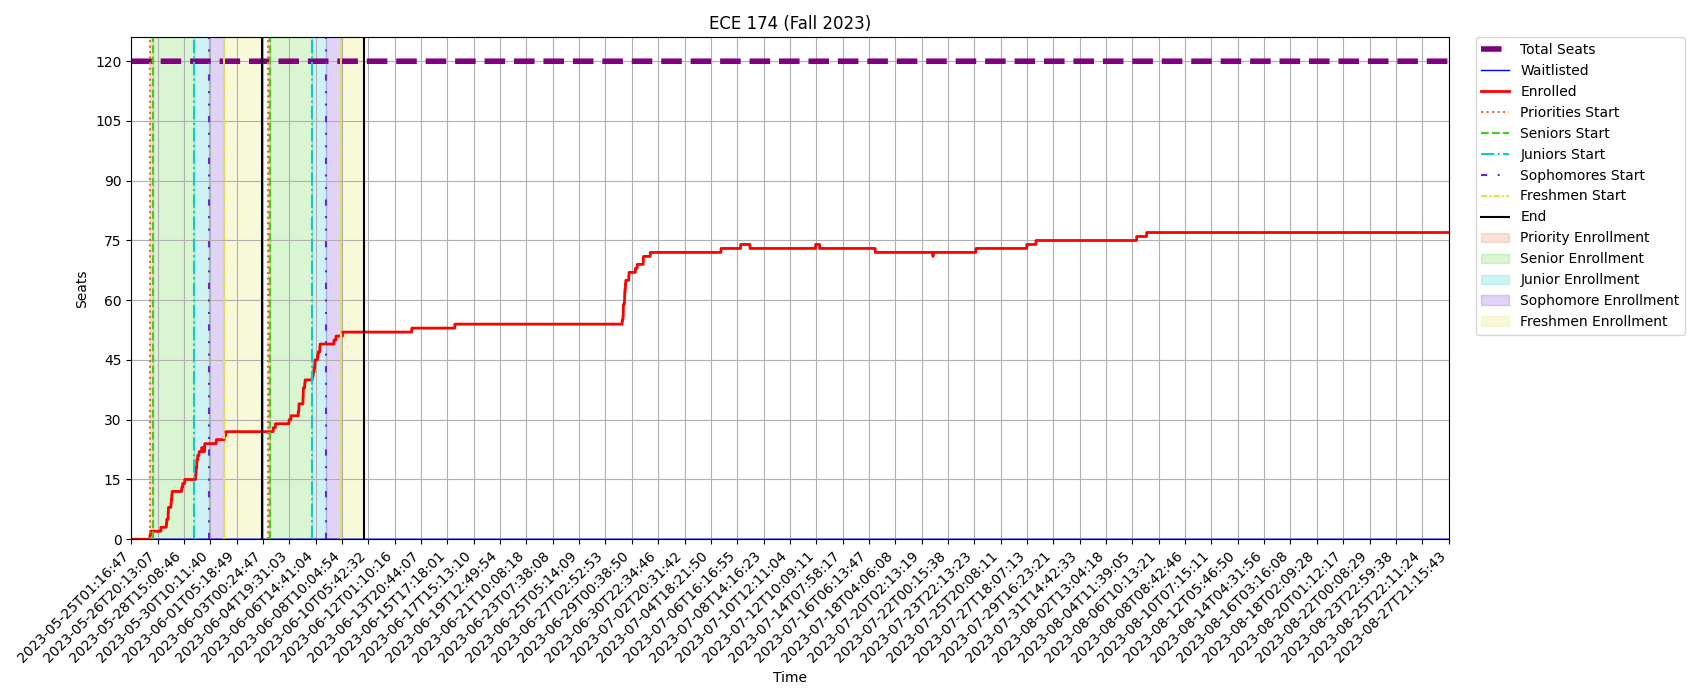 ECE 174 (Fall 2023)
Seats
120
105
90
75
60
45
30
15
0
2023-05-25T01:16:47
2023-05-26T20:13:07
2023-05-28T15:08:46
2023-05-30T10:11:40
2023-06-01T05:18:49
2023-06-03T00:24:47
2023-06-04T19:31:03
2023-06-06T14:41:04
2023-06-08T10:04:54
2023-06-10T05:42:32
2023-06-12T01:10:16
2023-06-13T20:44:07
2023-06-15T17:18:01
2023-06-17T15:13:10
2023-06-19T12:49:54
2023-06-21T10:08:18
2023-06-23T07:38:08
2023-06-25T05:14:09
2023-06-27T02:52:53
2023-06-29T00:38:50
2023-06-30T22:34:46
2023-07-02T20:31:42
2023-07-04T18:21:50
2023-07-06T16:16:55
2023-07-08T14:16:23
2023-07-10T12:11:04
2023-07-12T10:09:11
2023-07-14T07:58:17
2023-07-16T06:13:47
2023-07-18T04:06:08
2023-07-20T02:13:19
2023-07-22T00:15:38
2023-07-23T22:13:23
2023-07-25T20:08:11
2023-07-27T18:07:13
2023-07-29T16:23:21
2023-07-31T14:42:33
2023-08-02T13:04:18
2023-08-04T11:39:05
2023-08-06T10:13:21
2023-08-08T08:42:46
2023-08-10T07:15:11
2023-08-12T05:46:50
2023-08-14T04:31:56
2023-08-16T03:16:08
2023-08-18T02:09:28
2023-08-20T01:12:17
2023-08-22T00:08:29
2023-08-23T22:59:38
2023-08-25T22:11:24
2023-08-27T21:15:43
Time
Total Seats
Waitlisted
Enrolled
Priorities Start
Seniors Start
Juniors Start
Sophomores Start
Freshmen Start
End
Priority Enrollment
Senior Enrollment
Junior Enrollment
Sophomore Enrollment
Freshmen Enrollment